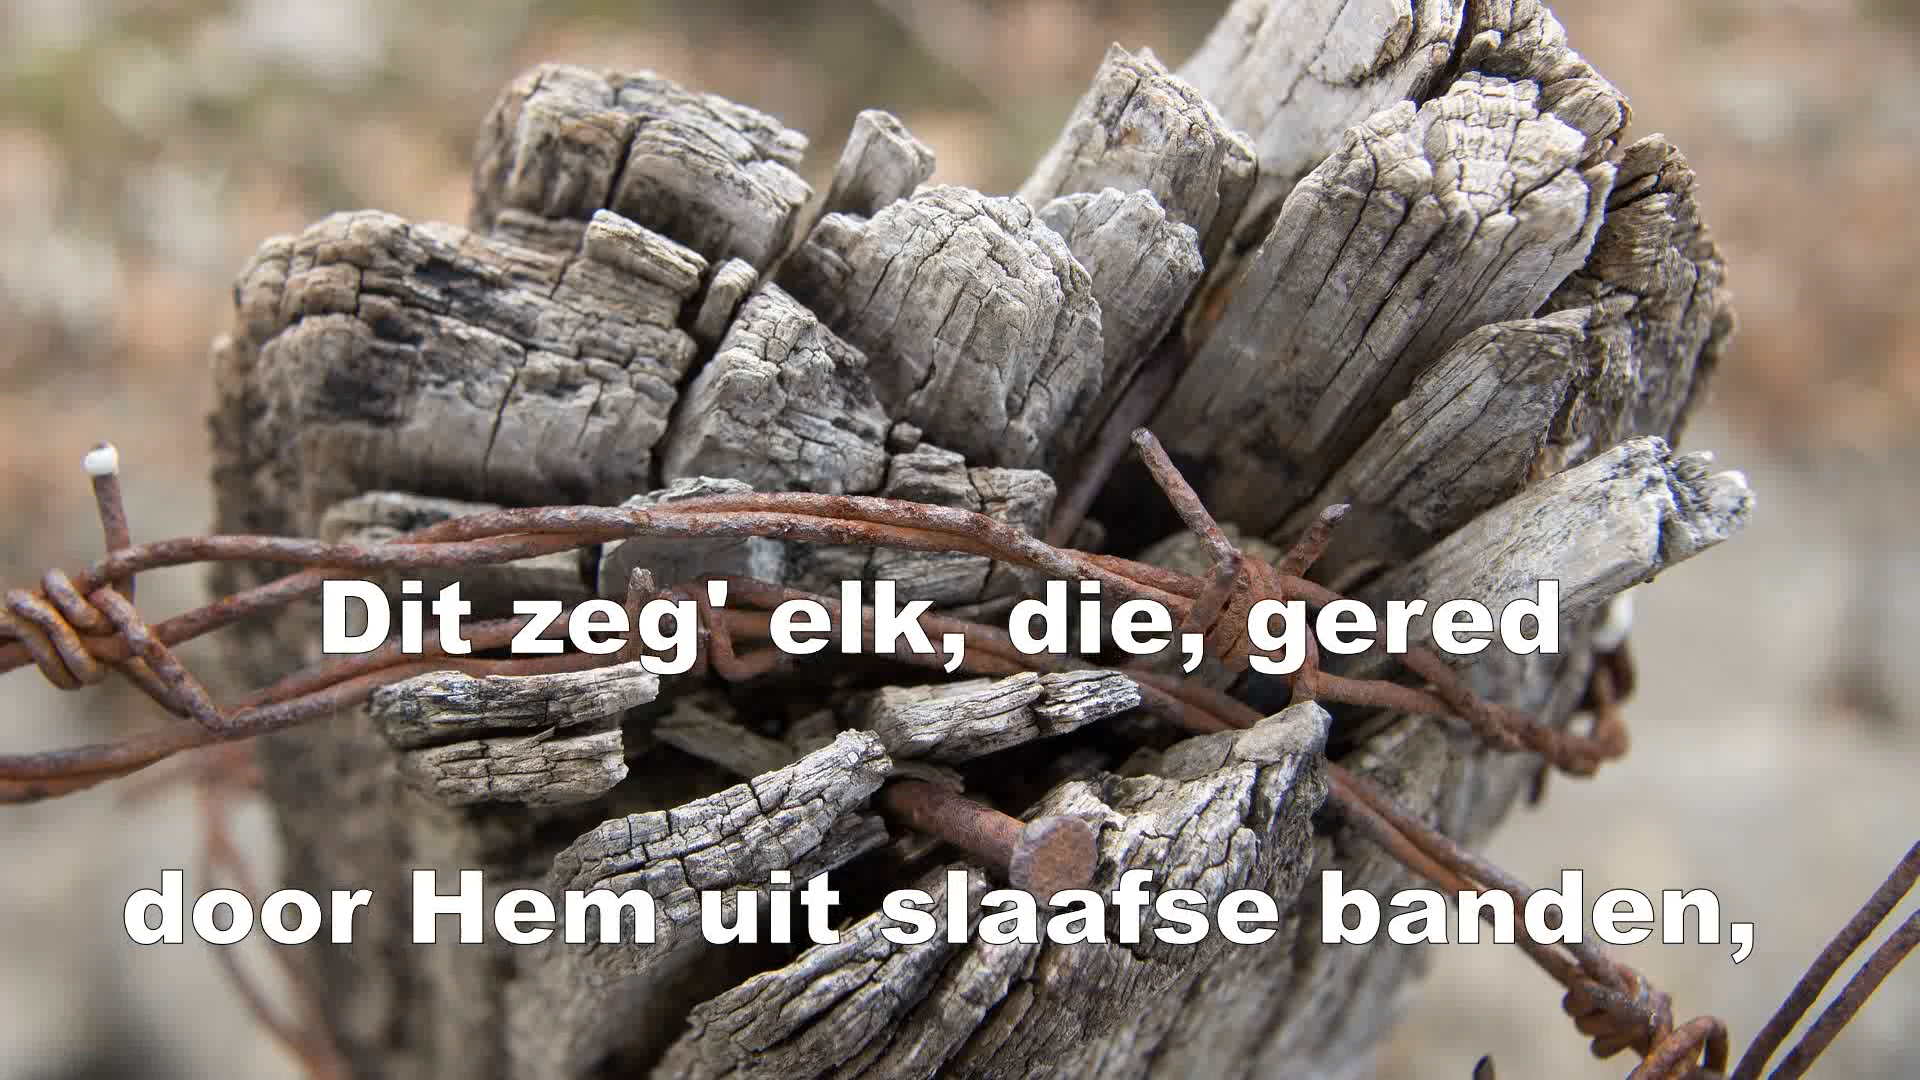 Dit zeg' elk, die, gered
door Hem uit slaafse banden,